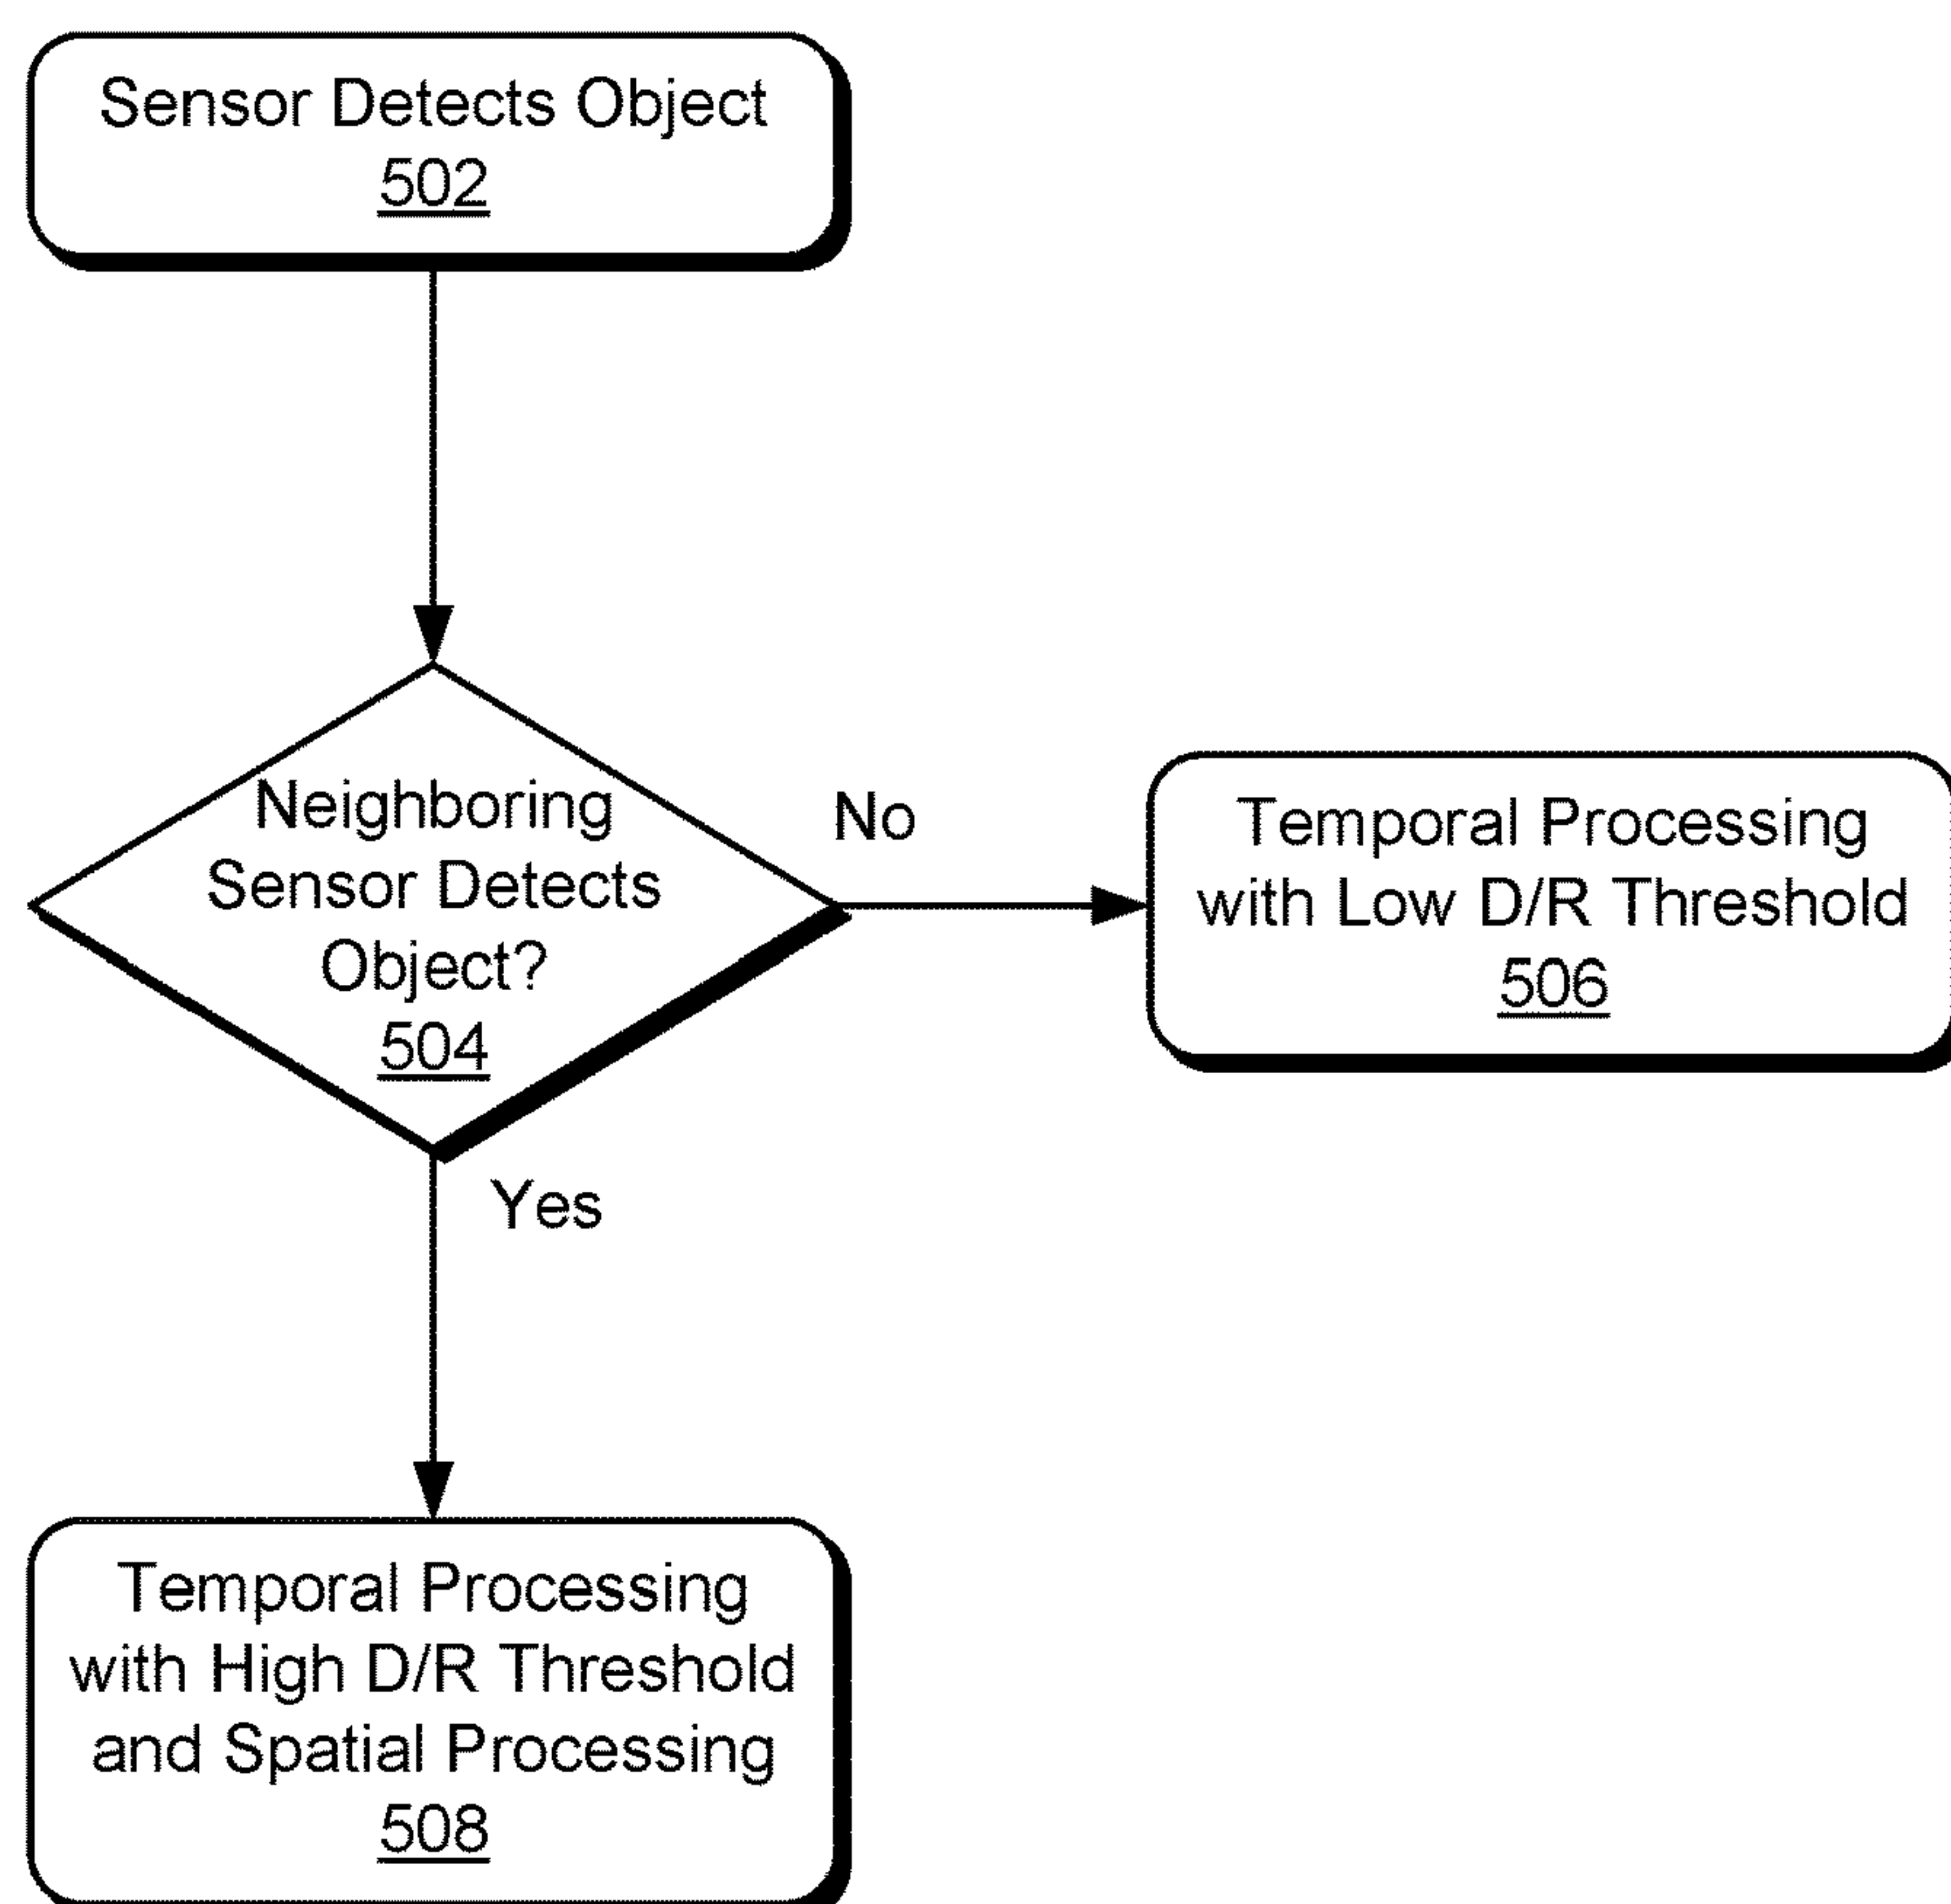 Sensor Detects Object
502
Neighboring
Sensor Detects
Object?
504
No
Temporal Processing
with Low D/R Threshold
506
Yes
Temporal Processing
with High D/R Threshold
and Spatial Processing
508